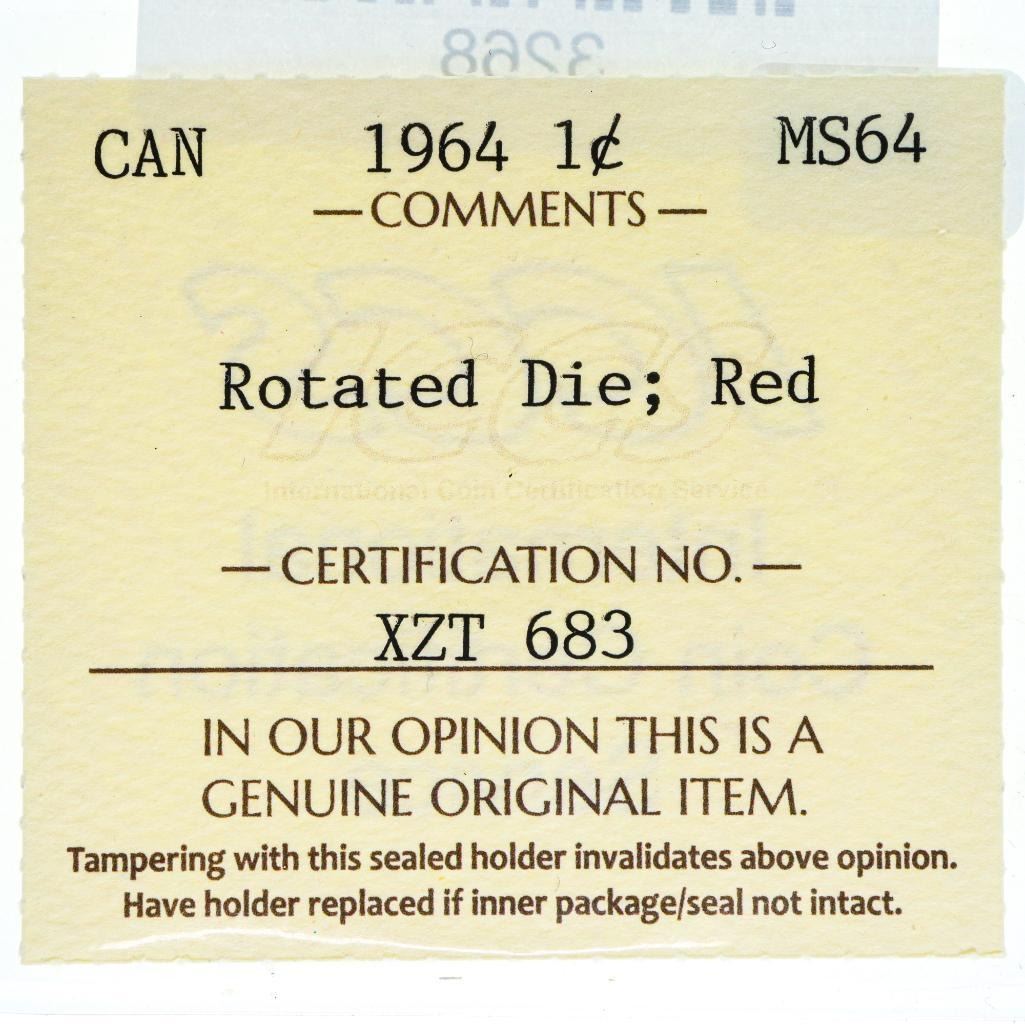 3268
CAN 1964 1¢ MS64
—COMMENTS—
Rotated Die; Red
International Coin Certification Service
—CERTIFICATION NO.—
XZT 683
IN OUR OPINION THIS IS A
GENUINE ORIGINAL ITEM.
Tampering with this sealed holder invalidates above opinion.
Have holder replaced if inner package/seal not intact.